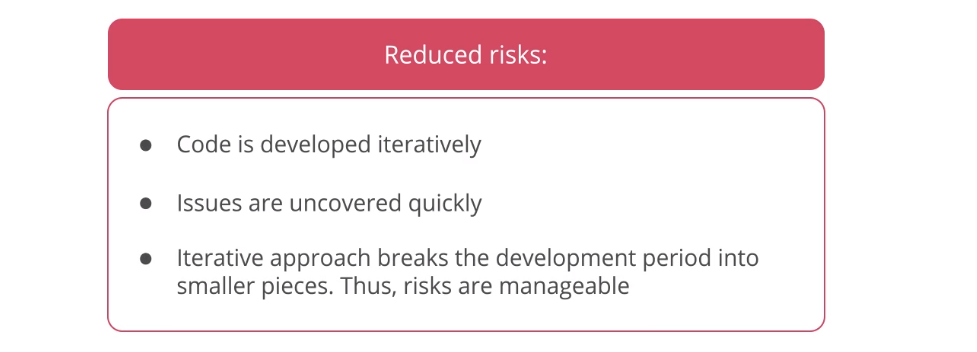 Reduced risks:
● Code is developed iteratively
● Issues are uncovered quickly
● Iterative approach breaks the development period into
smaller pieces. Thus, risks are manageable